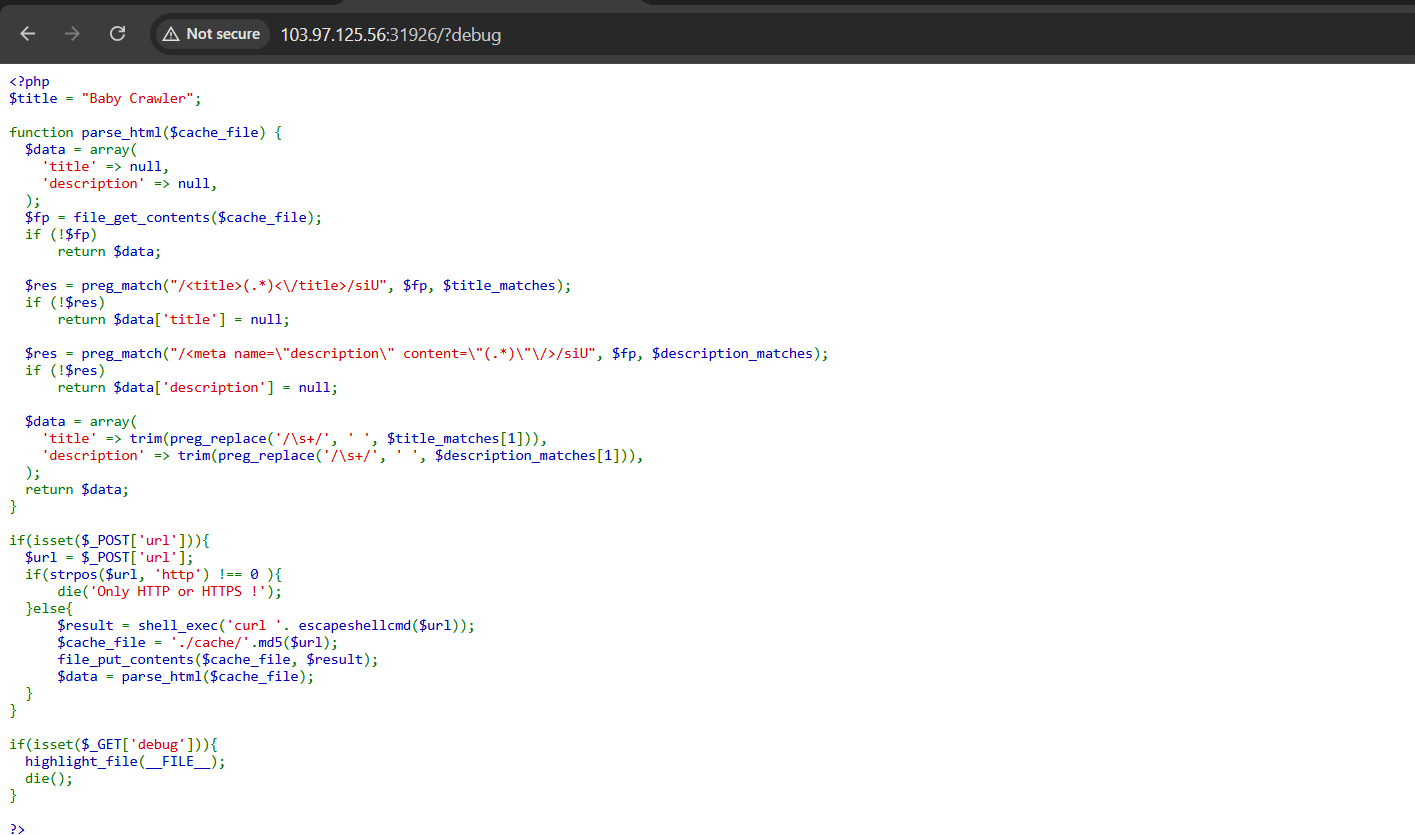 Not secure 103.97.125.56:31926/?debug
<?php
$title = "Baby Crawler";
function parse_html($cache_file) {
  $data = array(
    'title' => null,
    'description' => null,
  );
  $fp = file_get_contents($cache_file);
  if (!$fp)
      return $data;
  $res = preg_match("/<title>(.*)<\/title>/siU", $fp, $title_matches);
  if (!$res)
      return $data['title'] = null;
  $res = preg_match("/<meta name=\"description\" content=\"(.*)\"\/>/siU", $fp, $description_matches);
  if (!$res)
      return $data['description'] = null;
  $data = array(
    'title' => trim(preg_replace('/\s+/', ' ', $title_matches[1])),
    'description' => trim(preg_replace('/\s+/', ' ', $description_matches[1])),
  );
  return $data;
}
if(isset($_POST['url'])){
  $url = $_POST['url'];
  if(strpos($url, 'http') !== 0 ){
      die('Only HTTP or HTTPS !');
  }else{
      $result = shell_exec('curl '. escapeshellcmd($url));
      $cache_file = './cache/'.md5($url);
      file_put_contents($cache_file, $result);
      $data = parse_html($cache_file);
  }
}
if(isset($_GET['debug'])){
  highlight_file(__FILE__);
  die();
}
?>